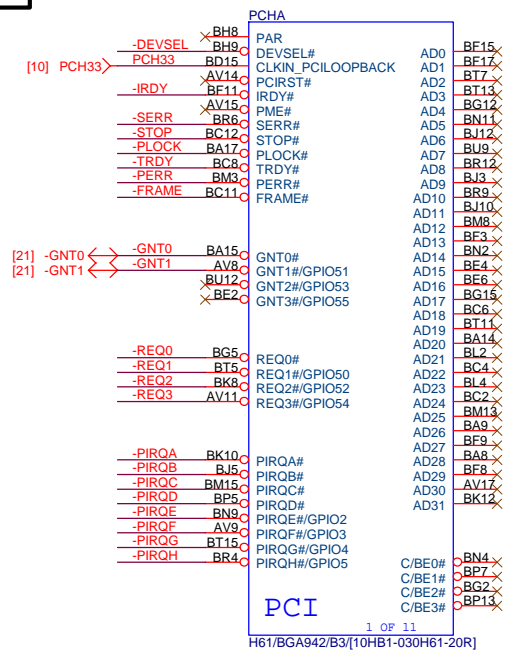 PCHA
BH8 PAR
-DEVSEL BH9 DEVSEL#
[10] PCH33 PCH33 BD15 CLKIN_PCILOOPBACK
AV14 PCIRST#
-IRDY BF11 IRDY#
AV15 PME#
-SERR BR6 SERR#
-STOP BC12 STOP#
-PLOCK BA17 PLOCK#
-TRDY BC8 TRDY#
-PERR BM3 PERR#
-FRAME BC11 FRAME#
[21] -GNT0 -GNT0 BA15 GNT0#
[21] -GNT1 -GNT1 AV8 GNT1#/GPIO51
BU12 GNT2#/GPIO53
BE2 GNT3#/GPIO55
-REQ0 BG5 REQ0#
-REQ1 BT5 REQ1#/GPIO50
-REQ2 BK8 REQ2#/GPIO52
-REQ3 AV11 REQ3#/GPIO54
-PIRQA BK10 PIRQA#
-PIRQB BJ5 PIRQB#
-PIRQC BM15 PIRQC#
-PIRQD BP5 PIRQD#
-PIRQE BN9 PIRQE#/GPIO2
-PIRQF AV9 PIRQF#/GPIO3
-PIRQG BT15 PIRQG#/GPIO4
-PIRQH BR4 PIRQH#/GPIO5
AD0 BF15
AD1 BF17
AD2 BT7
AD3 BT13
AD4 BG12
AD5 BN11
AD6 BJ12
AD7 BU9
AD8 BR12
AD9 BJ3
AD10 BR9
AD11 BJ10
AD12 BM8
AD13 BF3
AD14 BN2
AD15 BE4
AD16 BE6
AD17 BG15
AD18 BC6
AD19 BT11
AD20 BA14
AD21 BL2
AD22 BC4
AD23 BL4
AD24 BC2
AD25 BM13
AD26 BA9
AD27 BF9
AD28 BA8
AD29 BF8
AD30 AV17
AD31 BK12
C/BE0# BN4
C/BE1# BP7
C/BE2# BG2
C/BE3# BP13
PCI
1 OF 11
H61/BGA942/B3/[10HB1-030H61-20R]